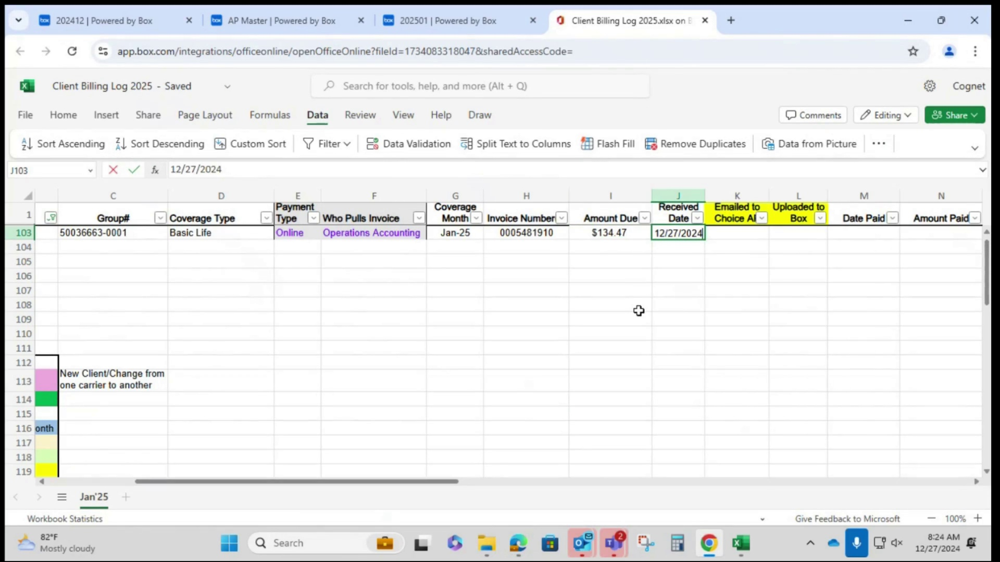 box 202412 | Powered by Box
box AP Master | Powered by Box
box 202501 | Powered by Box
Client Billing Log 2025.xlsx on B
app.box.com/integrations/officeonline/openOfficeOnline?fileId=1734083318047&sharedAccessCode=
Client Billing Log 2025 - Saved
Search for tools, help, and more (Alt + Q)
Cognet
File Home Insert Share Page Layout Formulas Data Review View Help Draw
Comments Editing Share
Sort Ascending Sort Descending Custom Sort Filter Data Validation Split Text to Columns Flash Fill Remove Duplicates Data from Picture ...
J103 fx 12/27/2024
C D E F G H I J K L M N
1 Group# Coverage Type Payment Type Who Pulls Invoice Coverage Month Invoice Number Amount Due Received Date Emailed to Choice AP Uploaded to Box Date Paid Amount Paid
103 50036663-0001 Basic Life Online Operations Accounting Jan-25 0005481910 $134.47 12/27/2024
104
105
106
107
108
109
110
111
112
113 New Client/Change from
one carrier to another
114
115
116 onth
117
118
119
Jan'25
Workbook Statistics
Give Feedback to Microsoft
100%
82°F
Mostly cloudy
Search
2
8:24 AM
12/27/2024